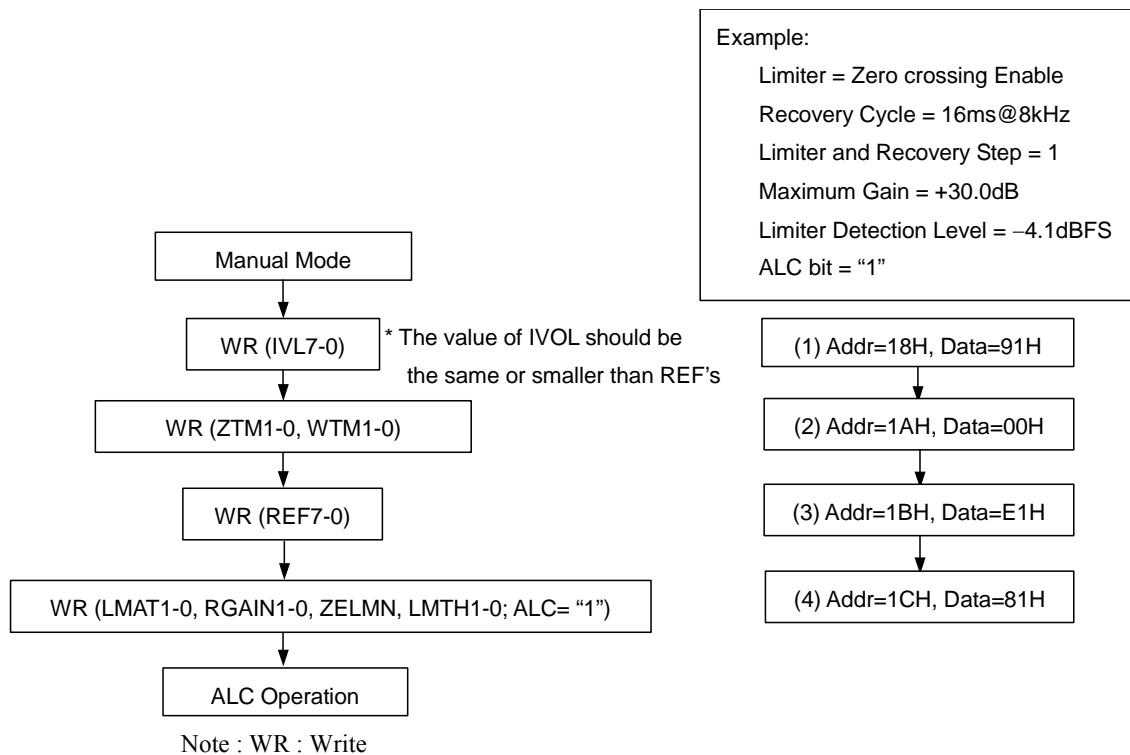 Example:
Limiter = Zero crossing Enable
Recovery Cycle = 16ms@8kHz
Limiter and Recovery Step = 1
Maximum Gain = +30.0dB
Limiter Detection Level = −4.1dBFS
ALC bit = “1”
Manual Mode
WR (IVL7-0)
* The value of IVOL should be
the same or smaller than REF’s
WR (ZTM1-0, WTM1-0)
WR (REF7-0)
WR (LMAT1-0, RGAIN1-0, ZELMN, LMTH1-0; ALC= “1”)
ALC Operation
Note : WR : Write
(1) Addr=18H, Data=91H
(2) Addr=1AH, Data=00H
(3) Addr=1BH, Data=E1H
(4) Addr=1CH, Data=81H